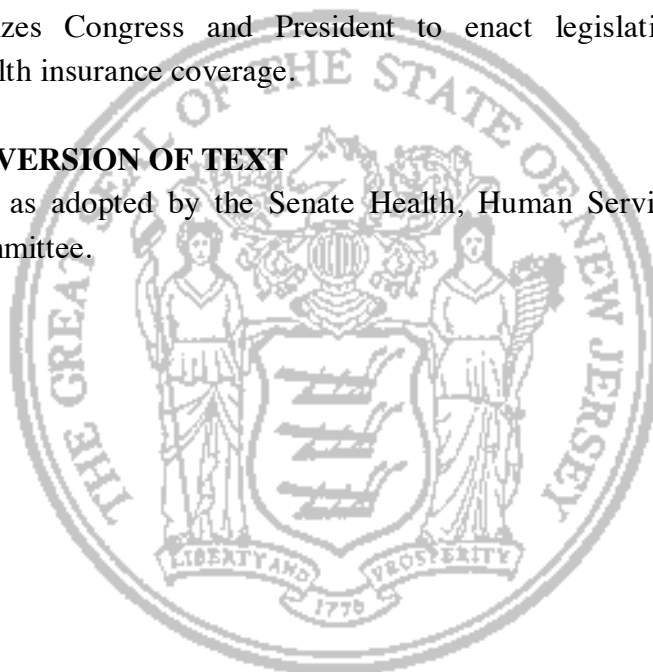 izes Congress and President to enact legislati
lth insurance coverage.
VERSION OF TEXT
as adopted by the Senate Health, Human Servi
mittee.
THE GREAT SEAL OF THE STATE OF NEW JERSEY
LIBERTY AND PROSPERITY
1776